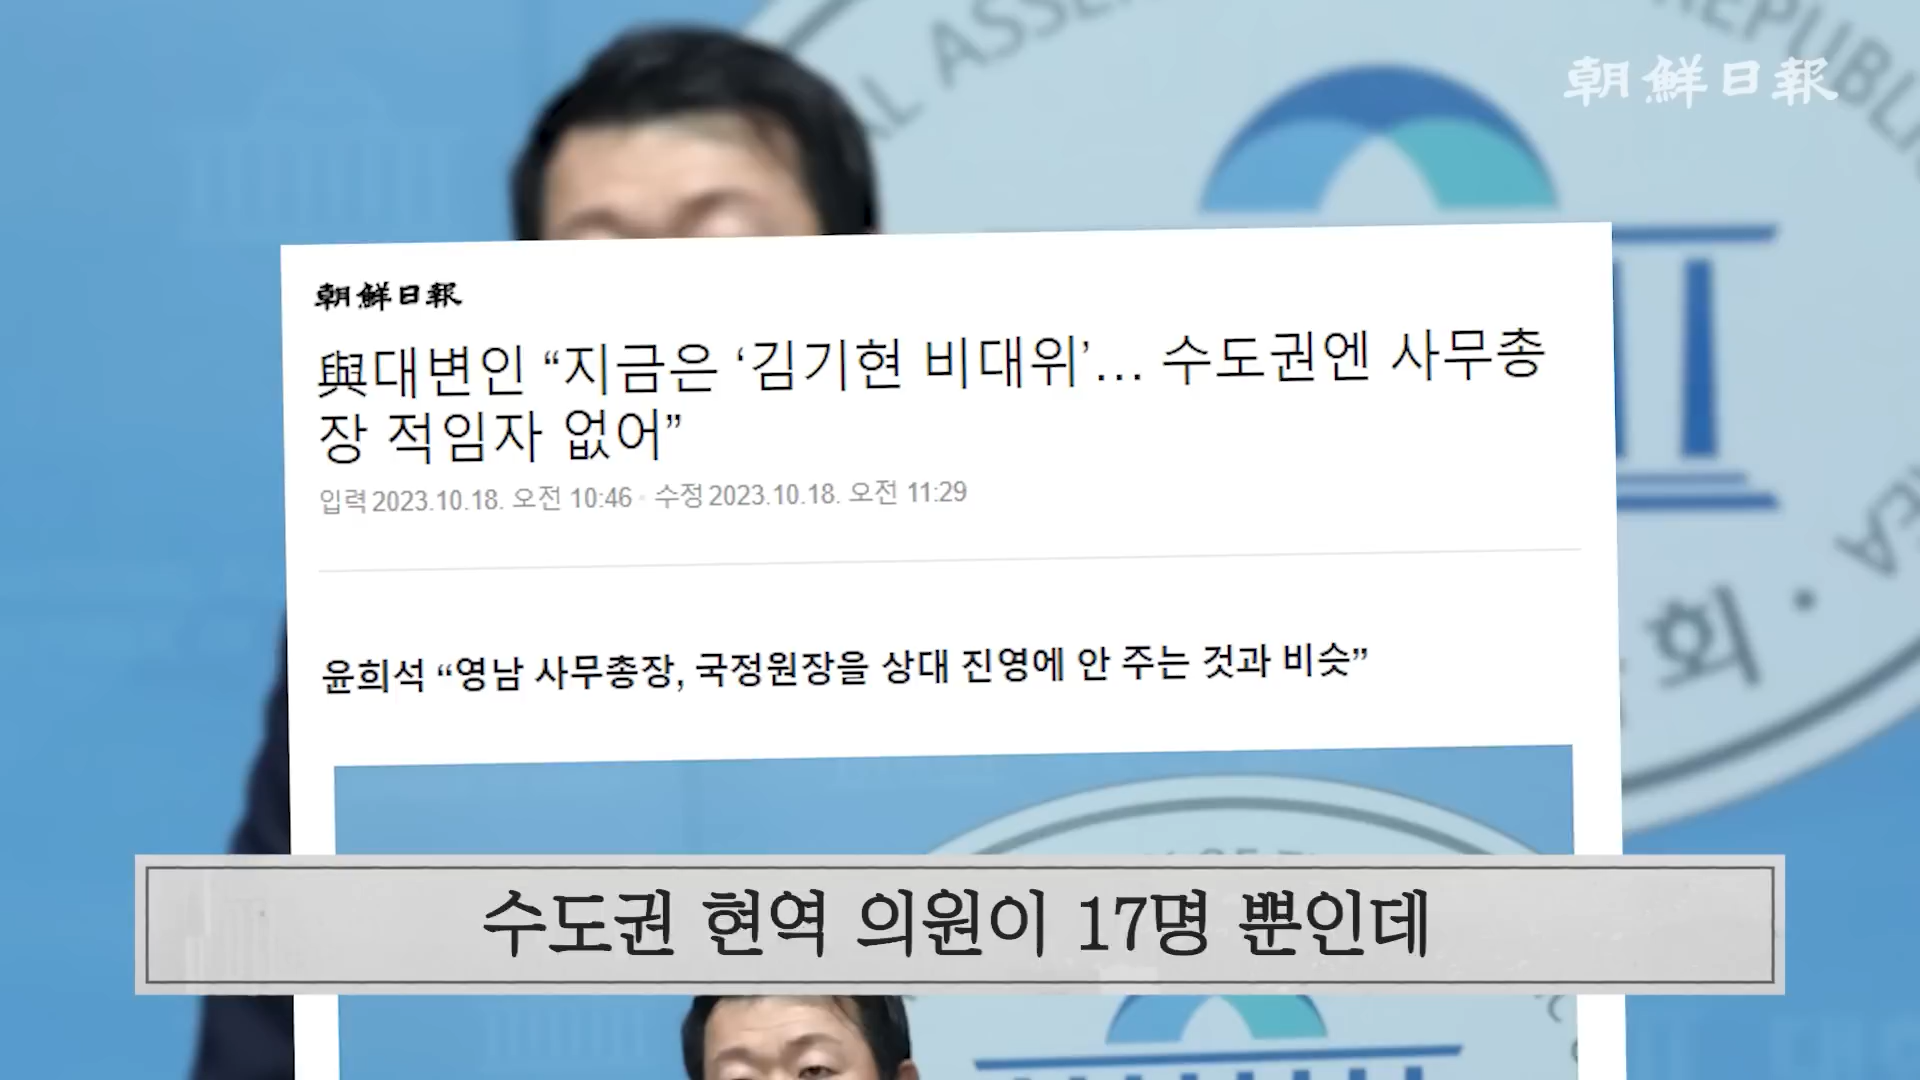 朝鮮日報
朝鮮日報
與대변인 “지금은 ‘김기현 비대위’… 수도권엔 사무총
장 적임자 없어”
입력 2023.10.18. 오전 10:46 · 수정 2023.10.18. 오전 11:29
윤희석 “영남 사무총장, 국정원장을 상대 진영에 안 주는 것과 비슷”
수도권 현역 의원이 17명 뿐인데